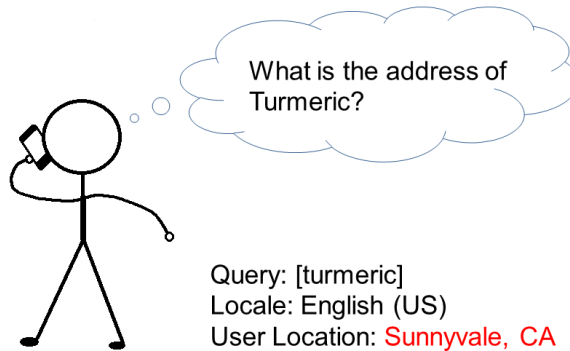 What is the address of
Turmeric?
Query: [turmeric]
Locale: English (US)
User Location: Sunnyvale, CA